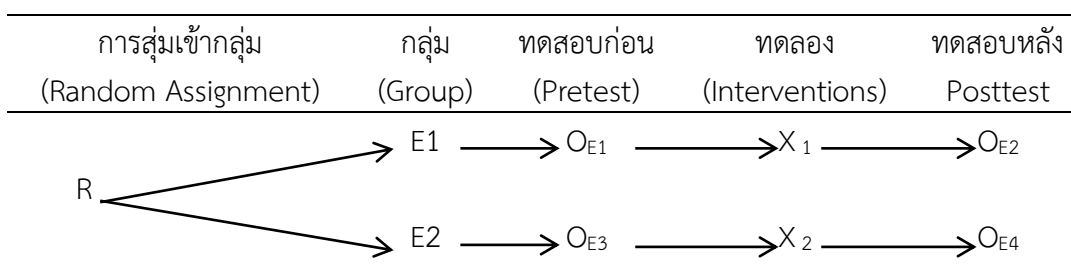 การสุ่มเข้ากลุ่ม กลุ่ม ทดสอบก่อน ทดลอง ทดสอบหลัง
(Random Assignment) (Group) (Pretest) (Interventions) Posttest
E1 OE1 X 1 OE2
R
E2 OE3 X 2 OE4